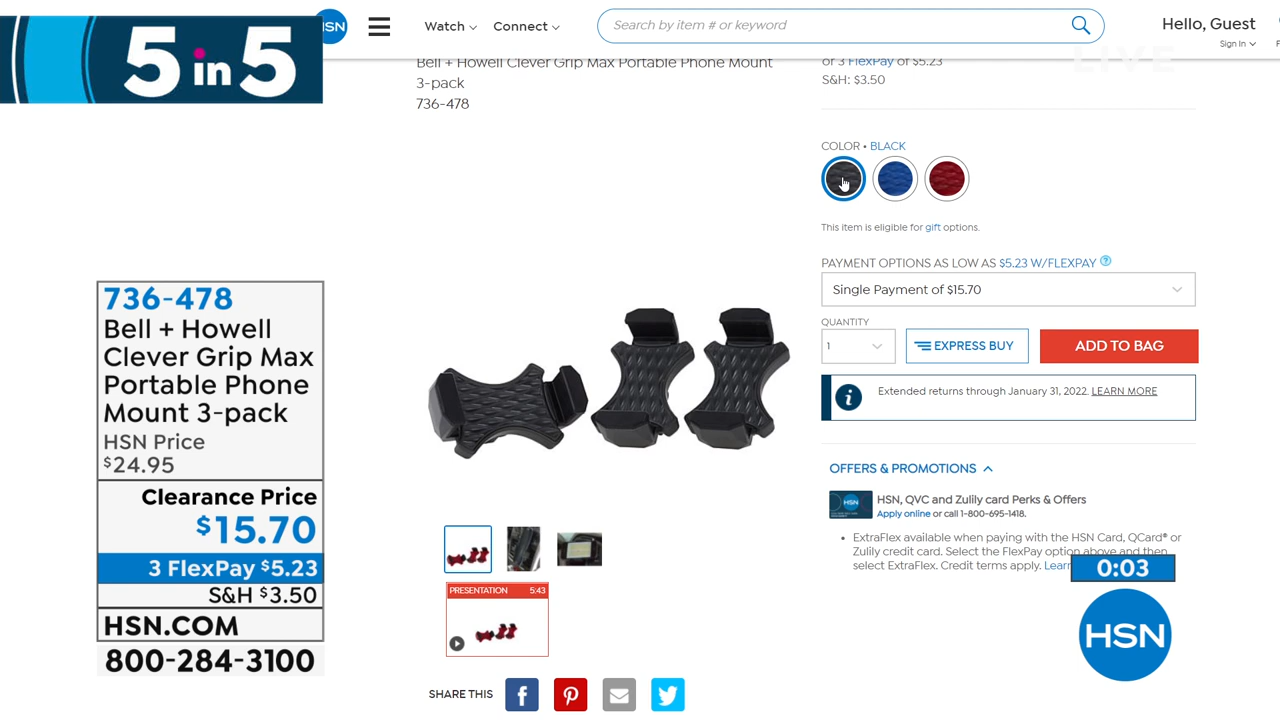 5 in 5
HSN
Watch
Connect
Search by item # or keyword
Hello, Guest
Sign In
LIVE
Bell + Howell Clever Grip Max Portable Phone Mount
3-pack
736-478
or 3 FlexPay of $5.23
S&H: $3.50
COLOR • BLACK
This item is eligible for gift options.
PAYMENT OPTIONS AS LOW AS $5.23 W/FLEXPAY ?
Single Payment of $15.70
QUANTITY
1
EXPRESS BUY
ADD TO BAG
Extended returns through January 31, 2022. LEARN MORE
OFFERS & PROMOTIONS
HSN
HSN, QVC and Zulily card Perks & Offers
Apply online or call 1-800-695-1418.
• ExtraFlex available when paying with the HSN Card, QCard® or
Zulily credit card. Select the FlexPay option above and then
select ExtraFlex. Credit terms apply. Lear
0:03
HSN
736-478
Bell + Howell
Clever Grip Max
Portable Phone
Mount 3-pack
HSN Price
$24.95
Clearance Price
$15.70
3 FlexPay $5.23
S&H $3.50
HSN.COM
800-284-3100
PRESENTATION 5:43
SHARE THIS